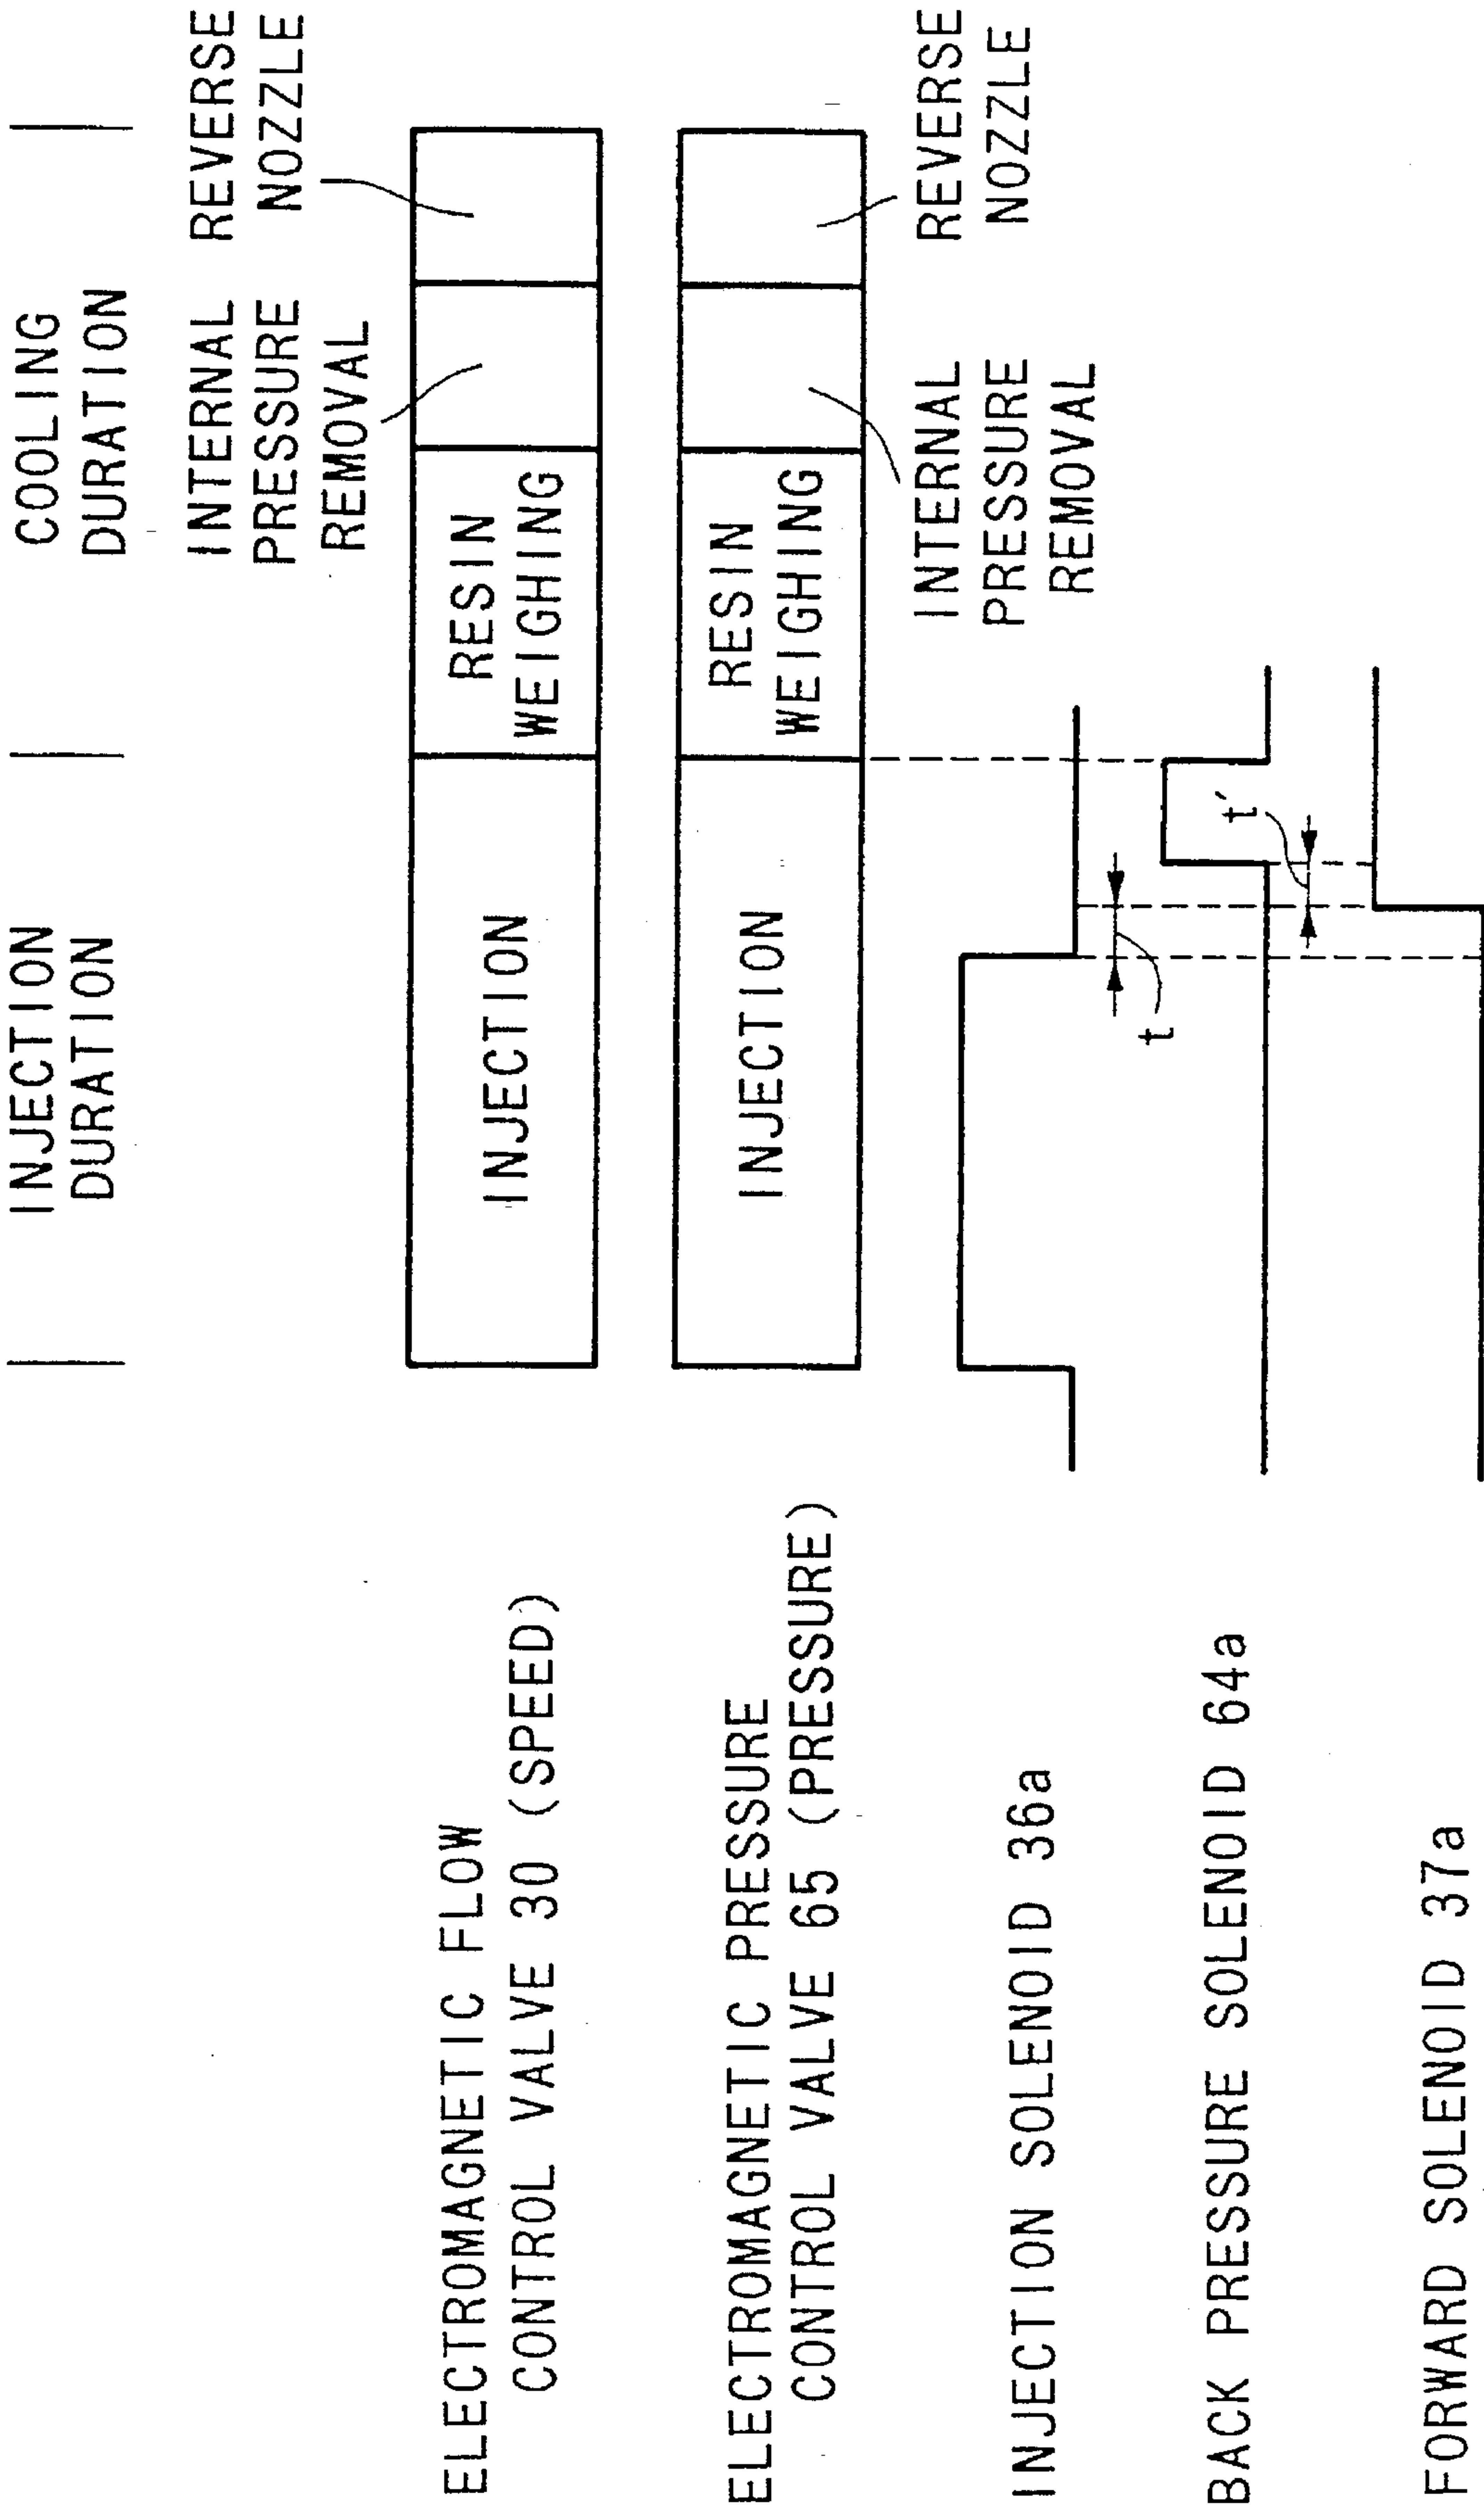 INJECTION
DURATION
COOLING
DURATION
INTERNAL
PRESSURE
REMOVAL
REVERSE
NOZZLE
ELECTROMAGNETIC FLOW
CONTROL VALVE 30 (SPEED)
INJECTION
RESIN
WEIGHING
ELECTROMAGNETIC PRESSURE
CONTROL VALVE 65 (PRESSURE)
INJECTION
RESIN
WEIGHING
INTERNAL
PRESSURE
REMOVAL
REVERSE
NOZZLE
INJECTION SOLENOID 36a
t
BACK PRESSURE SOLENOID 64a
t'
FORWARD SOLENOID 37a